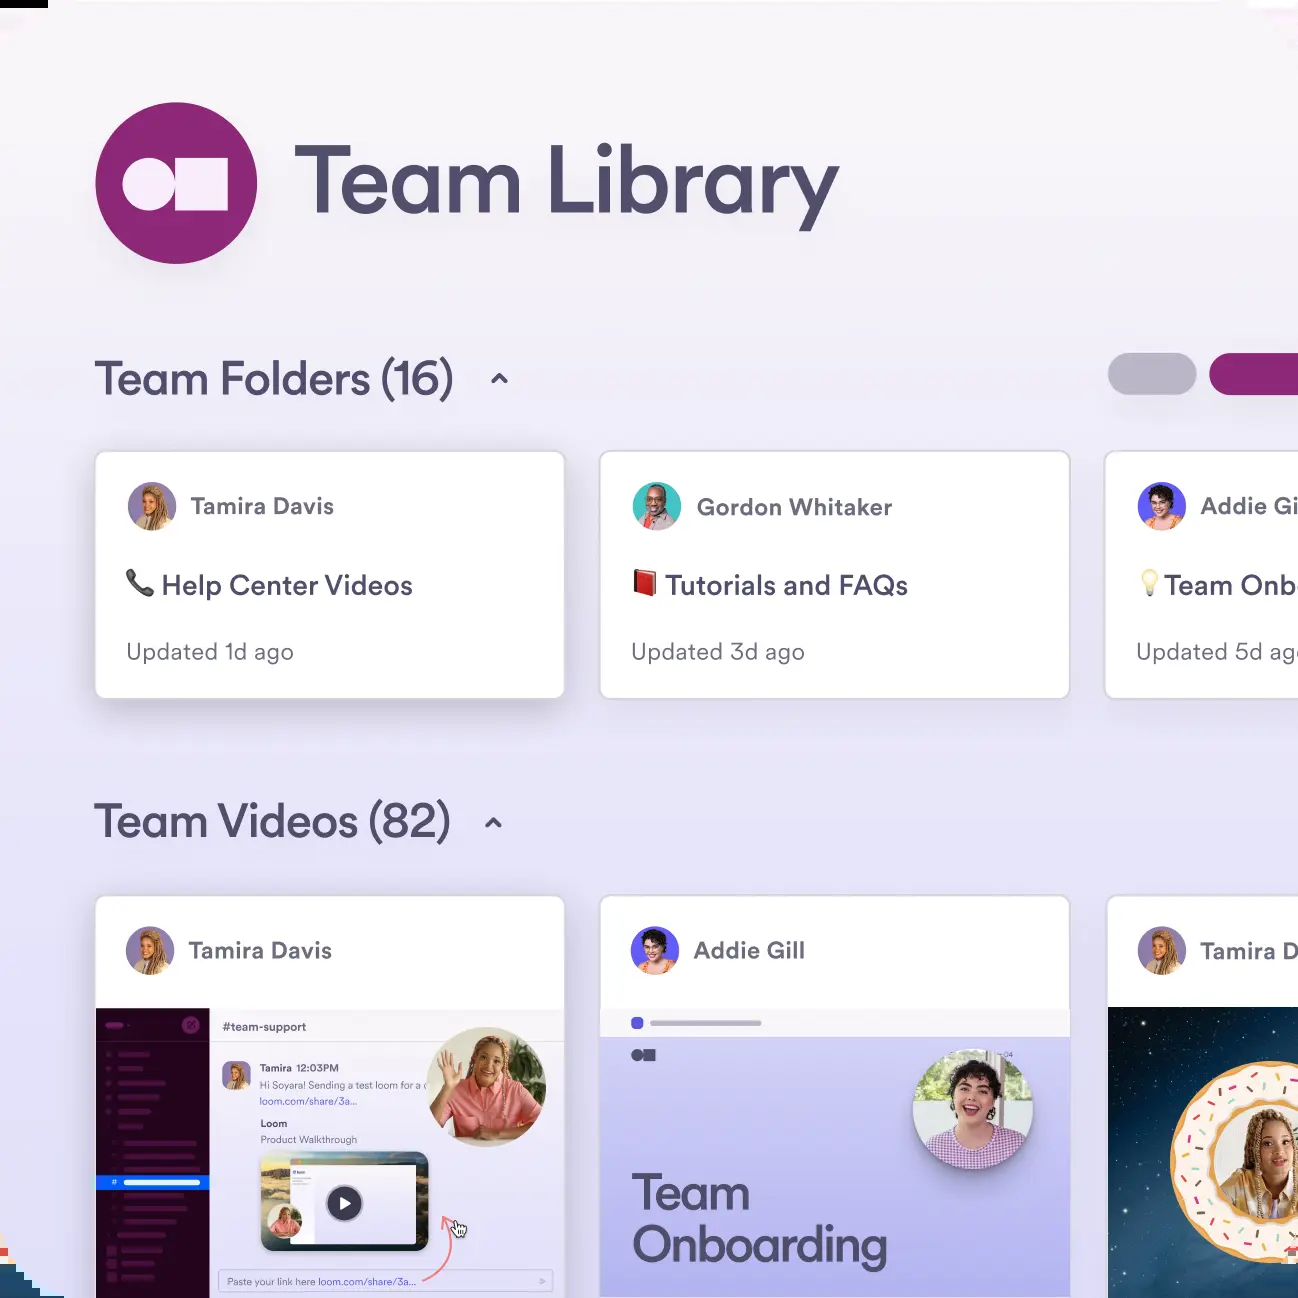 Team Library
Team Folders (16)
Tamira Davis
Gordon Whitaker
Addie Gi
📞 Help Center Videos
📕 Tutorials and FAQs
💡 Team Onb
Updated 1d ago
Updated 3d ago
Updated 5d ag
Team Videos (82)
Tamira Davis
#team-support
Tamira 12:03PM
Hi Soyara! Sending a test loom for a
loom.com/share/3a...
Loom
Product Walkthrough
Paste your link here loom.com/share/3a...
Addie Gill
04
Team
Onboarding
Tamira D